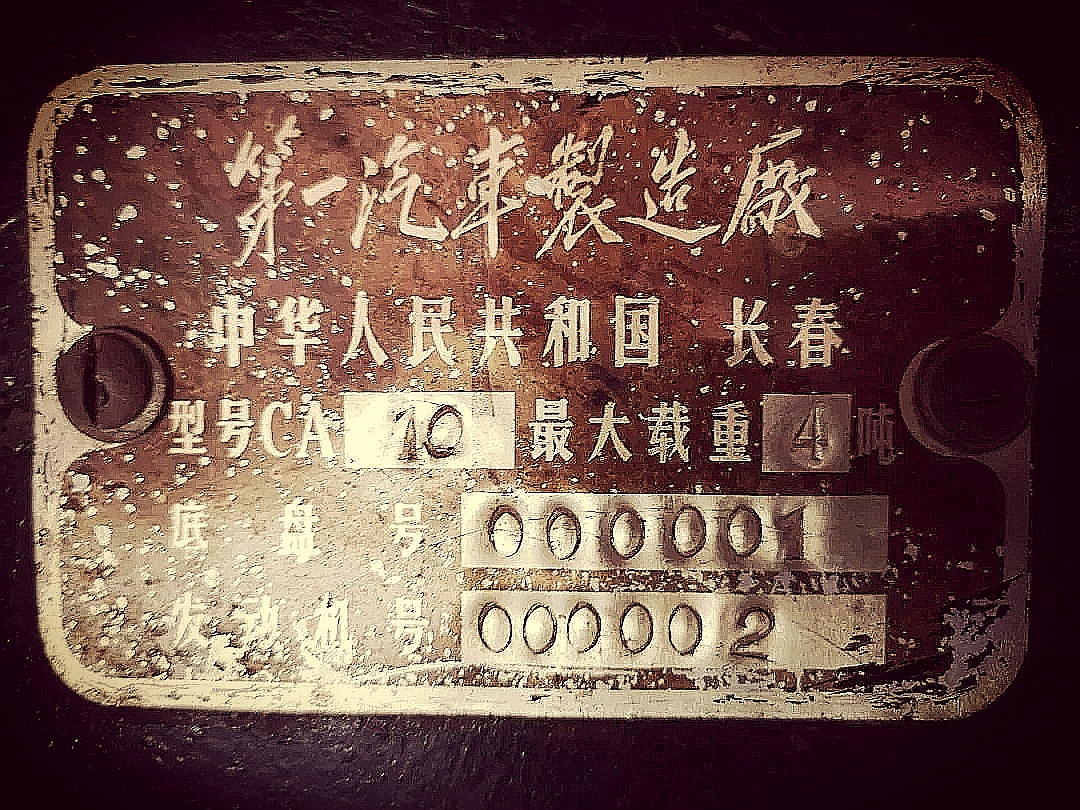 第一汽車製造廠
中华人民共和国 长春
型号CA 10 最大载重 4 吨
底盘号 000001
发动机号 000002